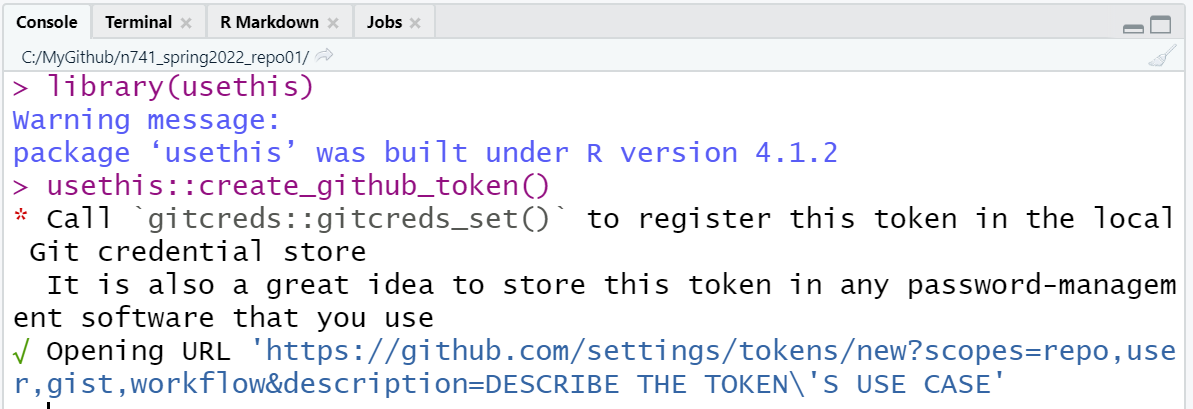 Console Terminal × R Markdown × Jobs ×
C:/MyGithub/n741_spring2022_repo01/
> library(usethis)
Warning message:
package ‘usethis’ was built under R version 4.1.2
> usethis::create_github_token()
* Call `gitcreds::gitcreds_set()` to register this token in the local
Git credential store
It is also a great idea to store this token in any password-managem
ent software that you use
√ Opening URL 'https://github.com/settings/tokens/new?scopes=repo,use
r,gist,workflow&description=DESCRIBE THE TOKEN\'S USE CASE'